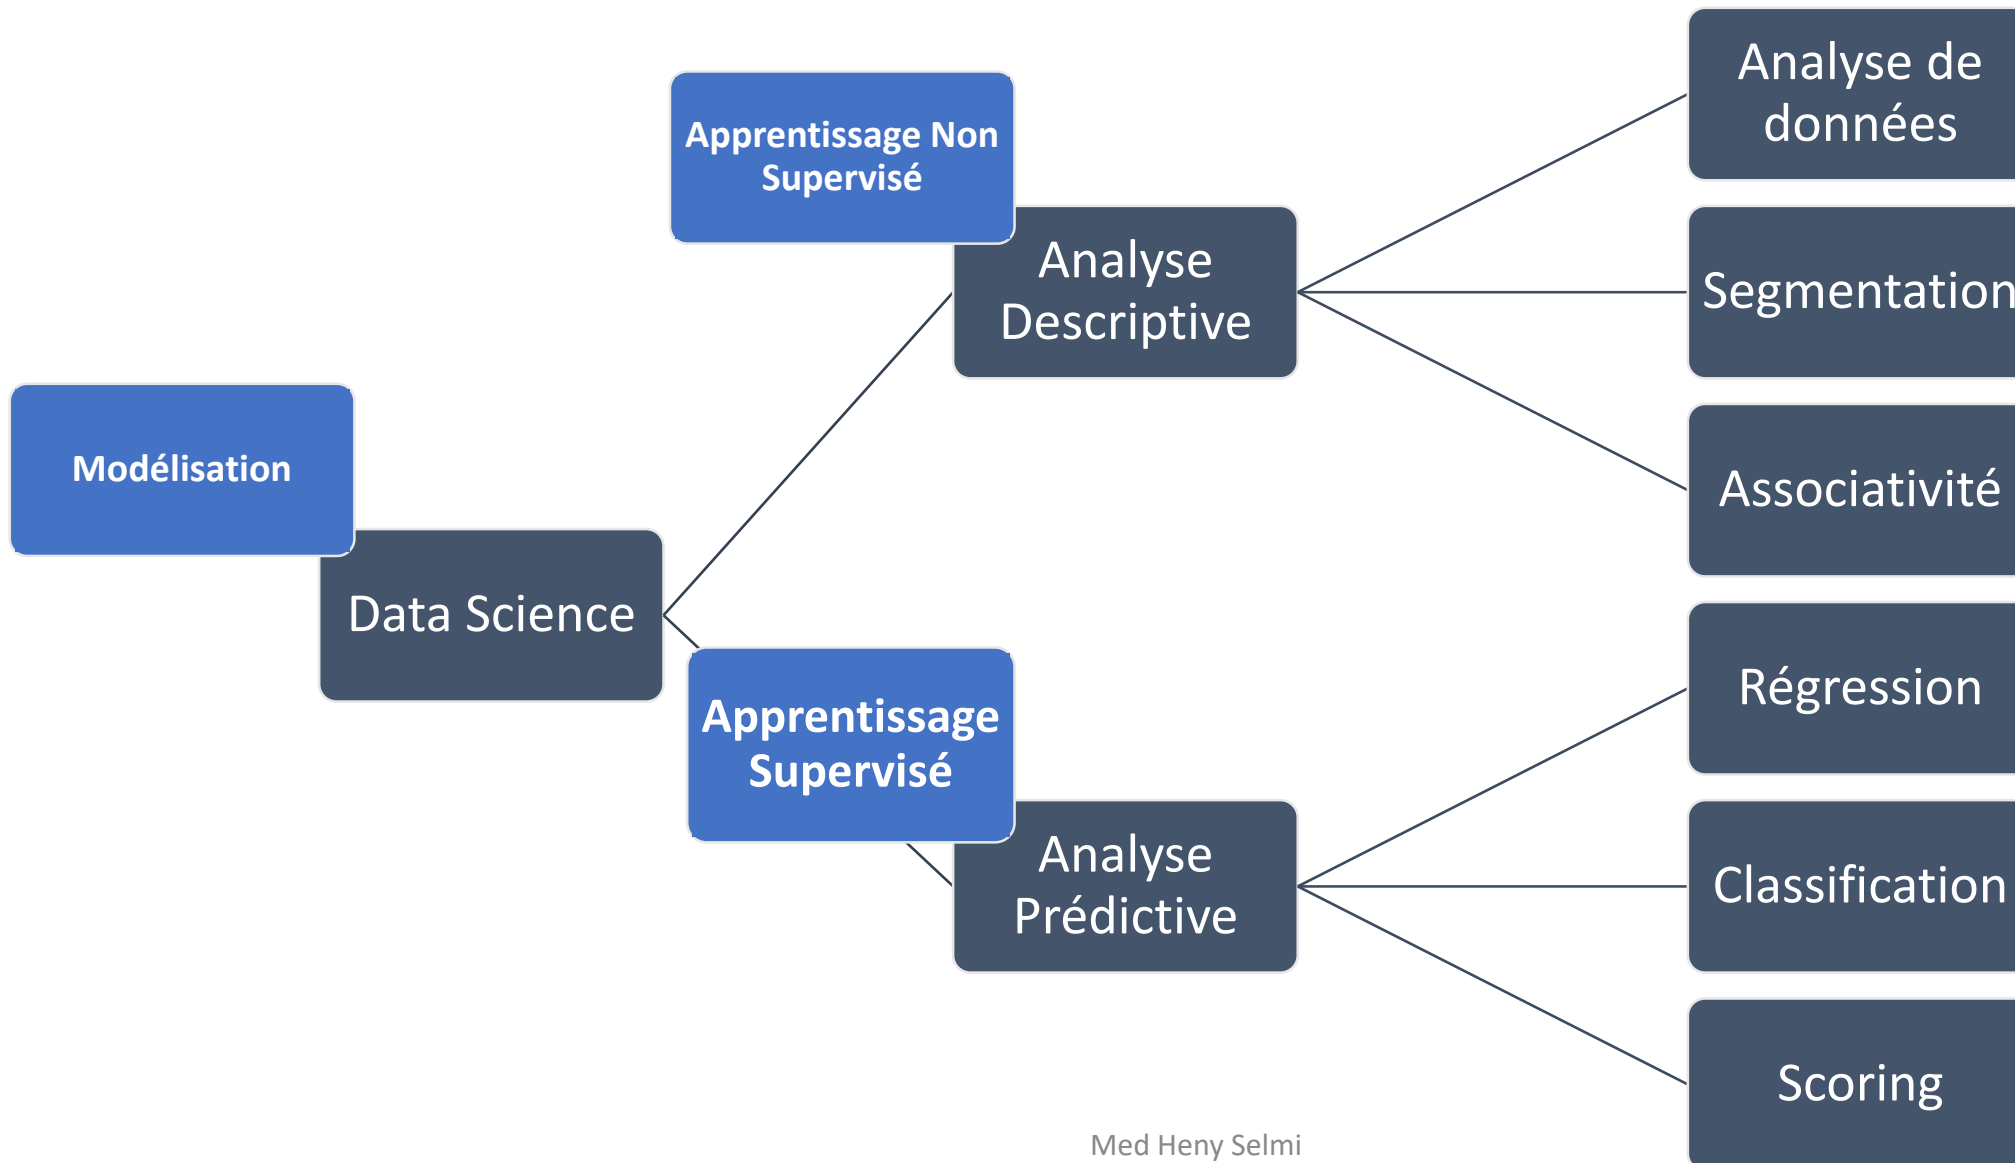 Modélisation
Data Science
Apprentissage Non
Supervisé
Analyse
Descriptive
Apprentissage
Supervisé
Analyse
Prédictive
Analyse de
données
Segmentation
Associativité
Régression
Classification
Scoring
Med Heny Selmi